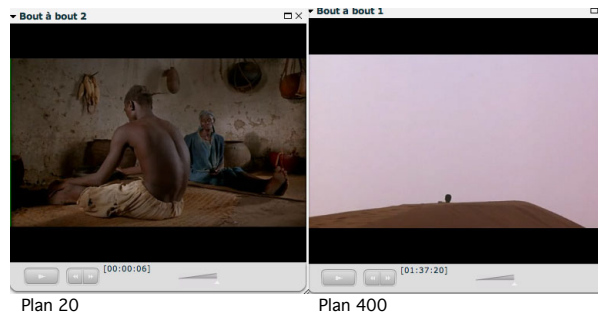 Bout à bout 2
Bout a bout 1
[00:00:06]
[01:37:20]
Plan 20
Plan 400